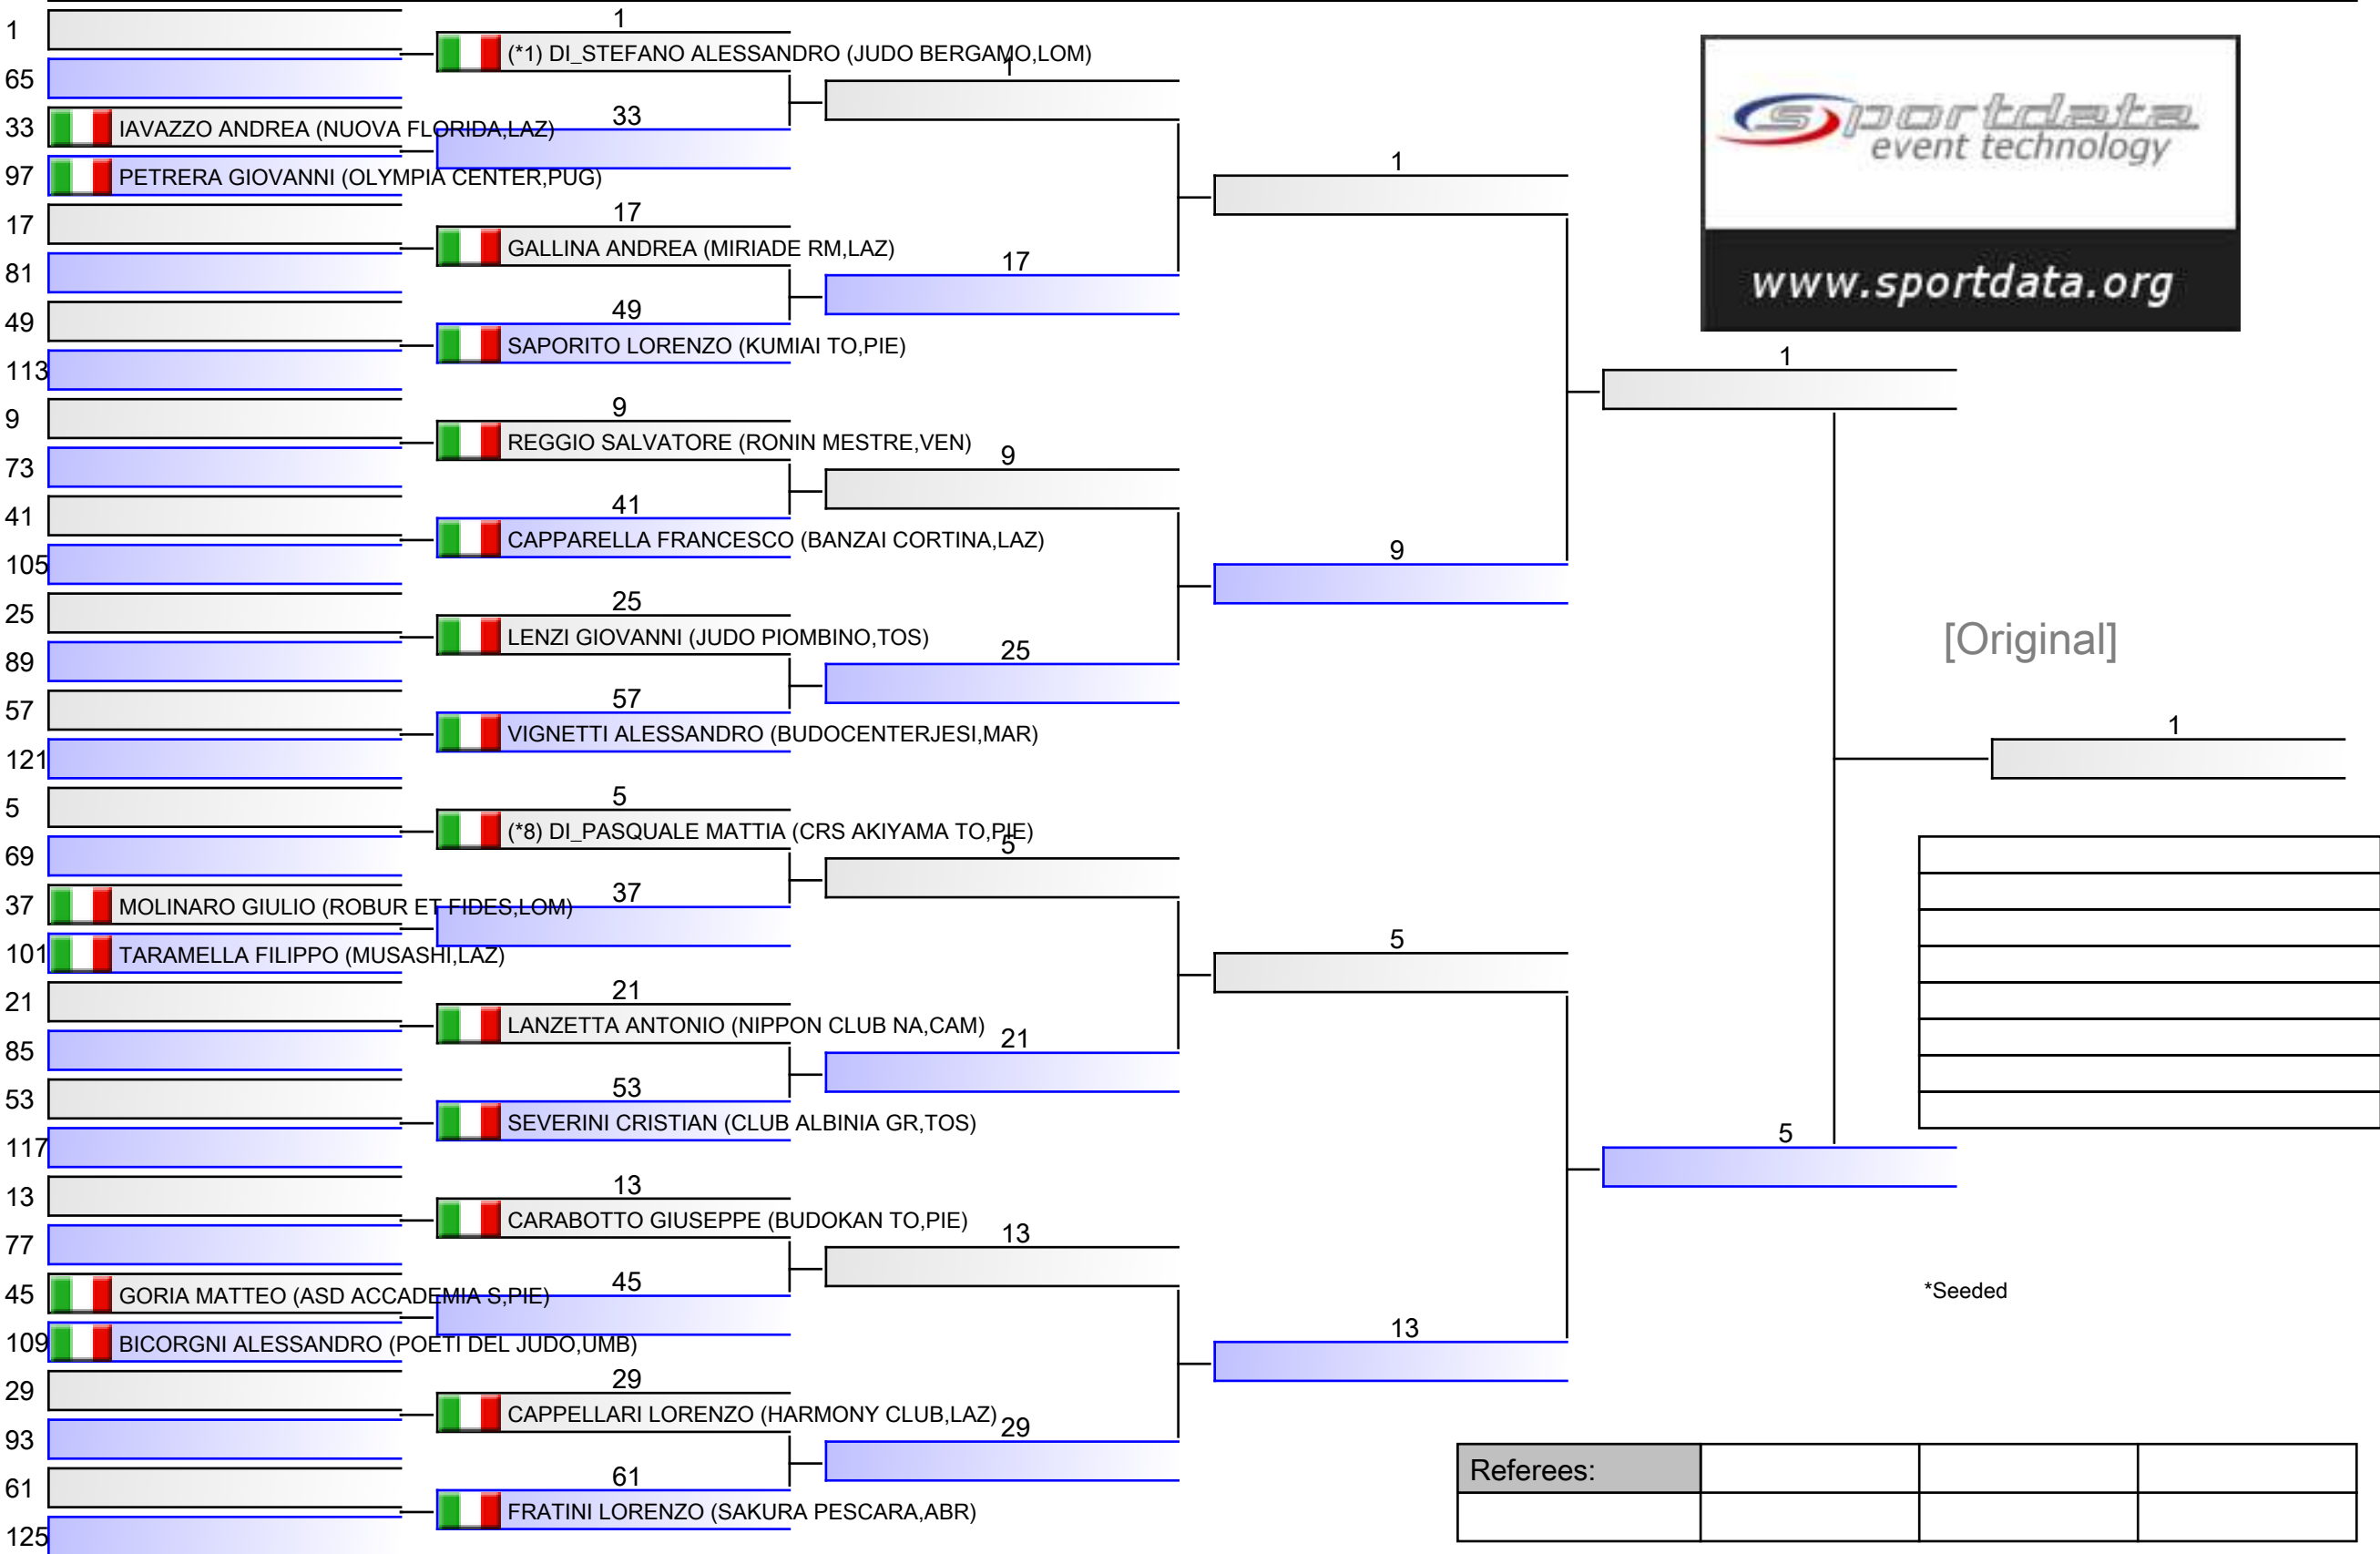 1
65
33 IAVAZZO ANDREA (NUOVA FLORIDA,LAZ)
97 PETRERA GIOVANNI (OLYMPIA CENTER,PUG)
17
81
49
113
9
73
41
105
25
89
57
121
5
69
37 MOLINARO GIULIO (ROBUR ET FIDES,LOM)
101 TARAMELLA FILIPPO (MUSASHI,LAZ)
21
85
53
117
13
77
45 GORIA MATTEO (ASD ACCADEMIA S,PIE)
109 BICORGNI ALESSANDRO (POETI DEL JUDO,UMB)
29
93
61
125
1
(*1) DI_STEFANO ALESSANDRO (JUDO BERGAMO,LOM)
33
17
GALLINA ANDREA (MIRIADE RM,LAZ)
49
SAPORITO LORENZO (KUMIAI TO,PIE)
9
REGGIO SALVATORE (RONIN MESTRE,VEN)
41
CAPPARELLA FRANCESCO (BANZAI CORTINA,LAZ)
25
LENZI GIOVANNI (JUDO PIOMBINO,TOS)
57
VIGNETTI ALESSANDRO (BUDOCENTERJESI,MAR)
5
(*8) DI_PASQUALE MATTIA (CRS AKIYAMA TO,PIE)
37
21
LANZETTA ANTONIO (NIPPON CLUB NA,CAM)
53
SEVERINI CRISTIAN (CLUB ALBINIA GR,TOS)
13
CARABOTTO GIUSEPPE (BUDOKAN TO,PIE)
45
29
CAPPELLARI LORENZO (HARMONY CLUB,LAZ)
61
FRATINI LORENZO (SAKURA PESCARA,ABR)
1
17
9
25
5
21
13
29
1
9
5
13
1
5
1
sportdata
event technology
www.sportdata.org
[Original]
*Seeded
Referees: